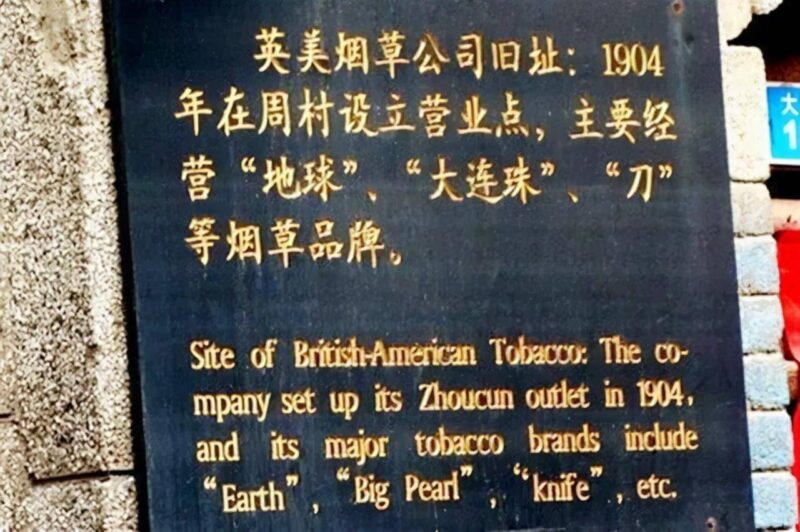 英美烟草公司旧址：1904
年在周村设立营业点，主要经
营“地球”、“大连珠”、“刀”
等烟草品牌。
Site of British-American Tobacco: The co-
mpany set up its Zhoucun outlet in 1904,
and its major tobacco brands include
“Earth”, “Big Pearl”, “knife”, etc.
大
1